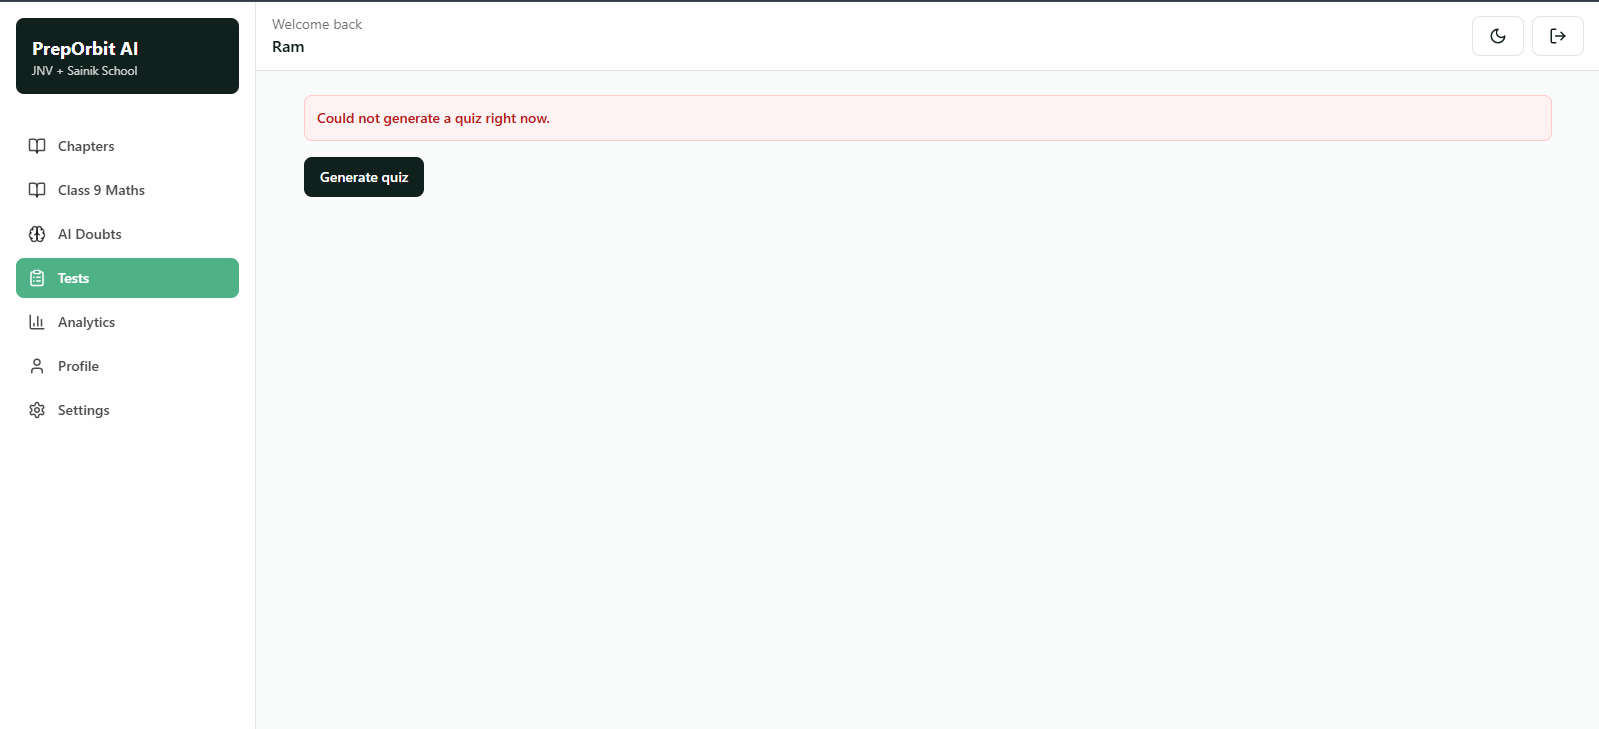 PrepOrbit AI
JNV + Sainik School
Chapters
Class 9 Maths
AI Doubts
Tests
Analytics
Profile
Settings
Welcome back
Ram
Could not generate a quiz right now.
Generate quiz